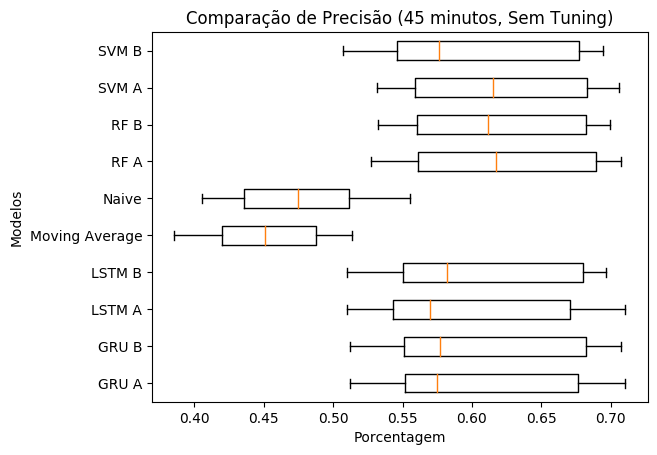 Comparação de Precisão (45 minutos, Sem Tuning)
SVM B
SVM A
RF B
RF A
Naive
Moving Average
LSTM B
LSTM A
GRU B
GRU A
Modelos
0.40 0.45 0.50 0.55 0.60 0.65 0.70
Porcentagem